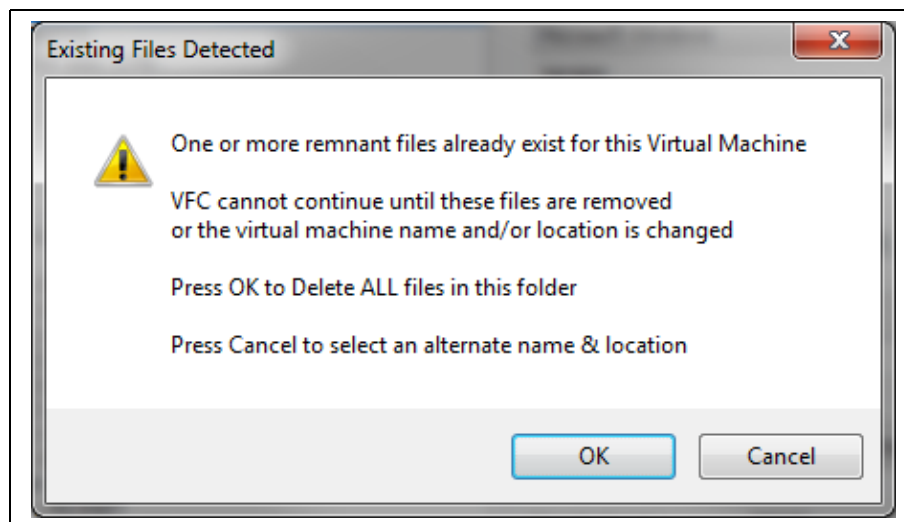 Existing Files Detected
One or more remnant files already exist for this Virtual Machine
VFC cannot continue until these files are removed
or the virtual machine name and/or location is changed
Press OK to Delete ALL files in this folder
Press Cancel to select an alternate name & location
OK
Cancel